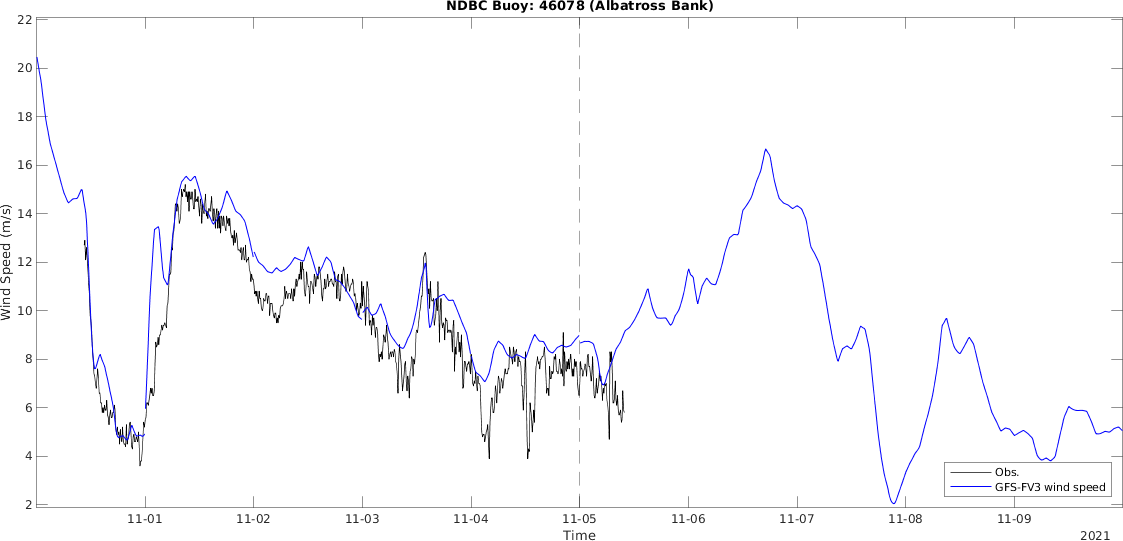 NDBC Buoy: 46078 (Albatross Bank)
22
20
18
16
14
12
10
8
6
4
2
Wind Speed (m/s)
11-01 11-02 11-03 11-04 11-05 11-06 11-07 11-08 11-09
Time
2021
Obs.
GFS-FV3 wind speed